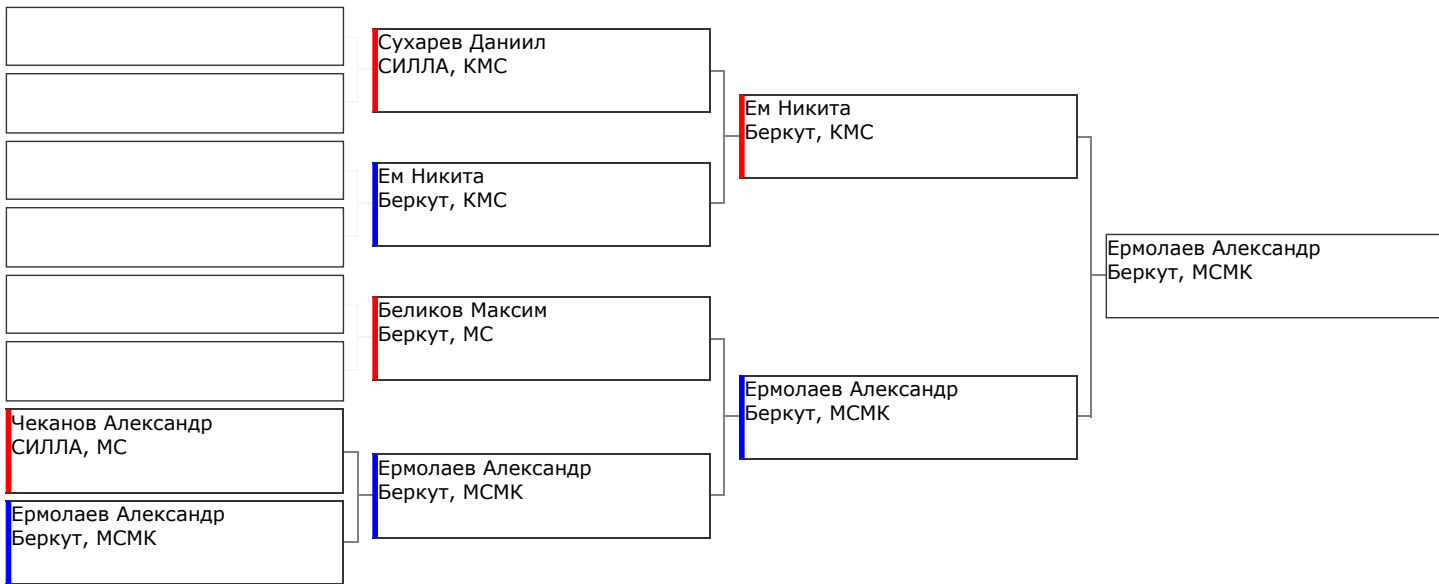 Сухарев Даниил
СИЛЛА, КМС
Ем Никита
Беркут, КМС
Ем Никита
Беркут, КМС
Ермолаев Александр
Беркут, МСМК
Беликов Максим
Беркут, МС
Ермолаев Александр
Беркут, МСМК
Чеканов Александр
СИЛЛА, МС
Ермолаев Александр
Беркут, МСМК
Ермолаев Александр
Беркут, МСМК